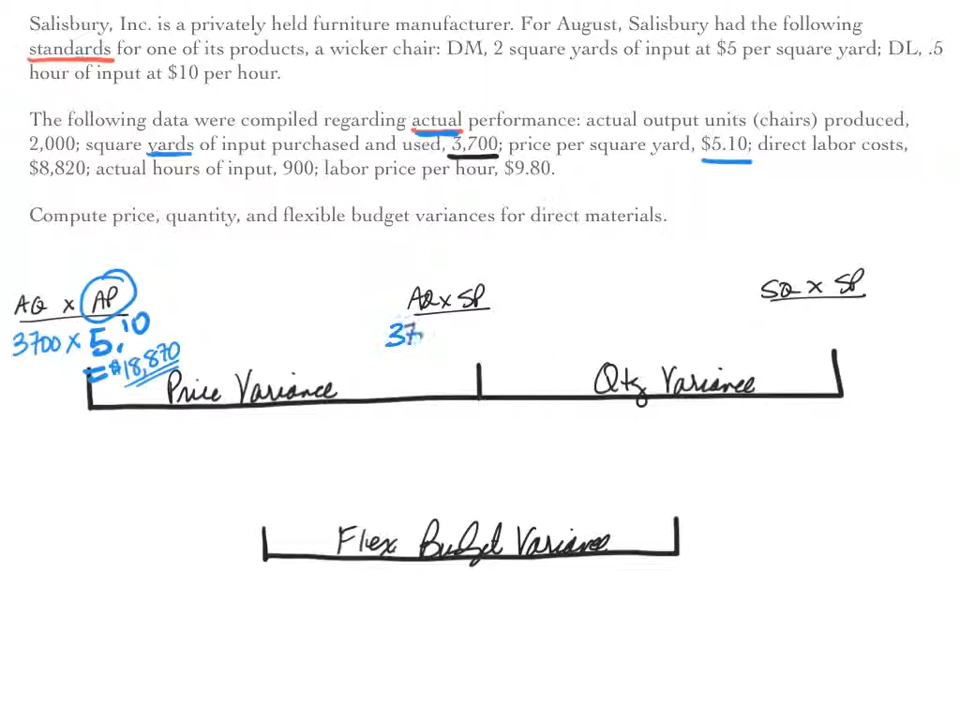 Salisbury, Inc. is a privately held furniture manufacturer. For August, Salisbury had the following
standards for one of its products, a wicker chair: DM, 2 square yards of input at $5 per square yard; DL, .5
hour of input at $10 per hour.
The following data were compiled regarding actual performance: actual output units (chairs) produced,
2,000; square yards of input purchased and used, 3,700; price per square yard, $5.10; direct labor costs,
$8,820; actual hours of input, 900; labor price per hour, $9.80.
Compute price, quantity, and flexible budget variances for direct materials.
AQ x AP AQ x SP SQ x SP
3700 x 5.10 37
= $18,870
Price Variance Qty Variance
Flex Budget Variance